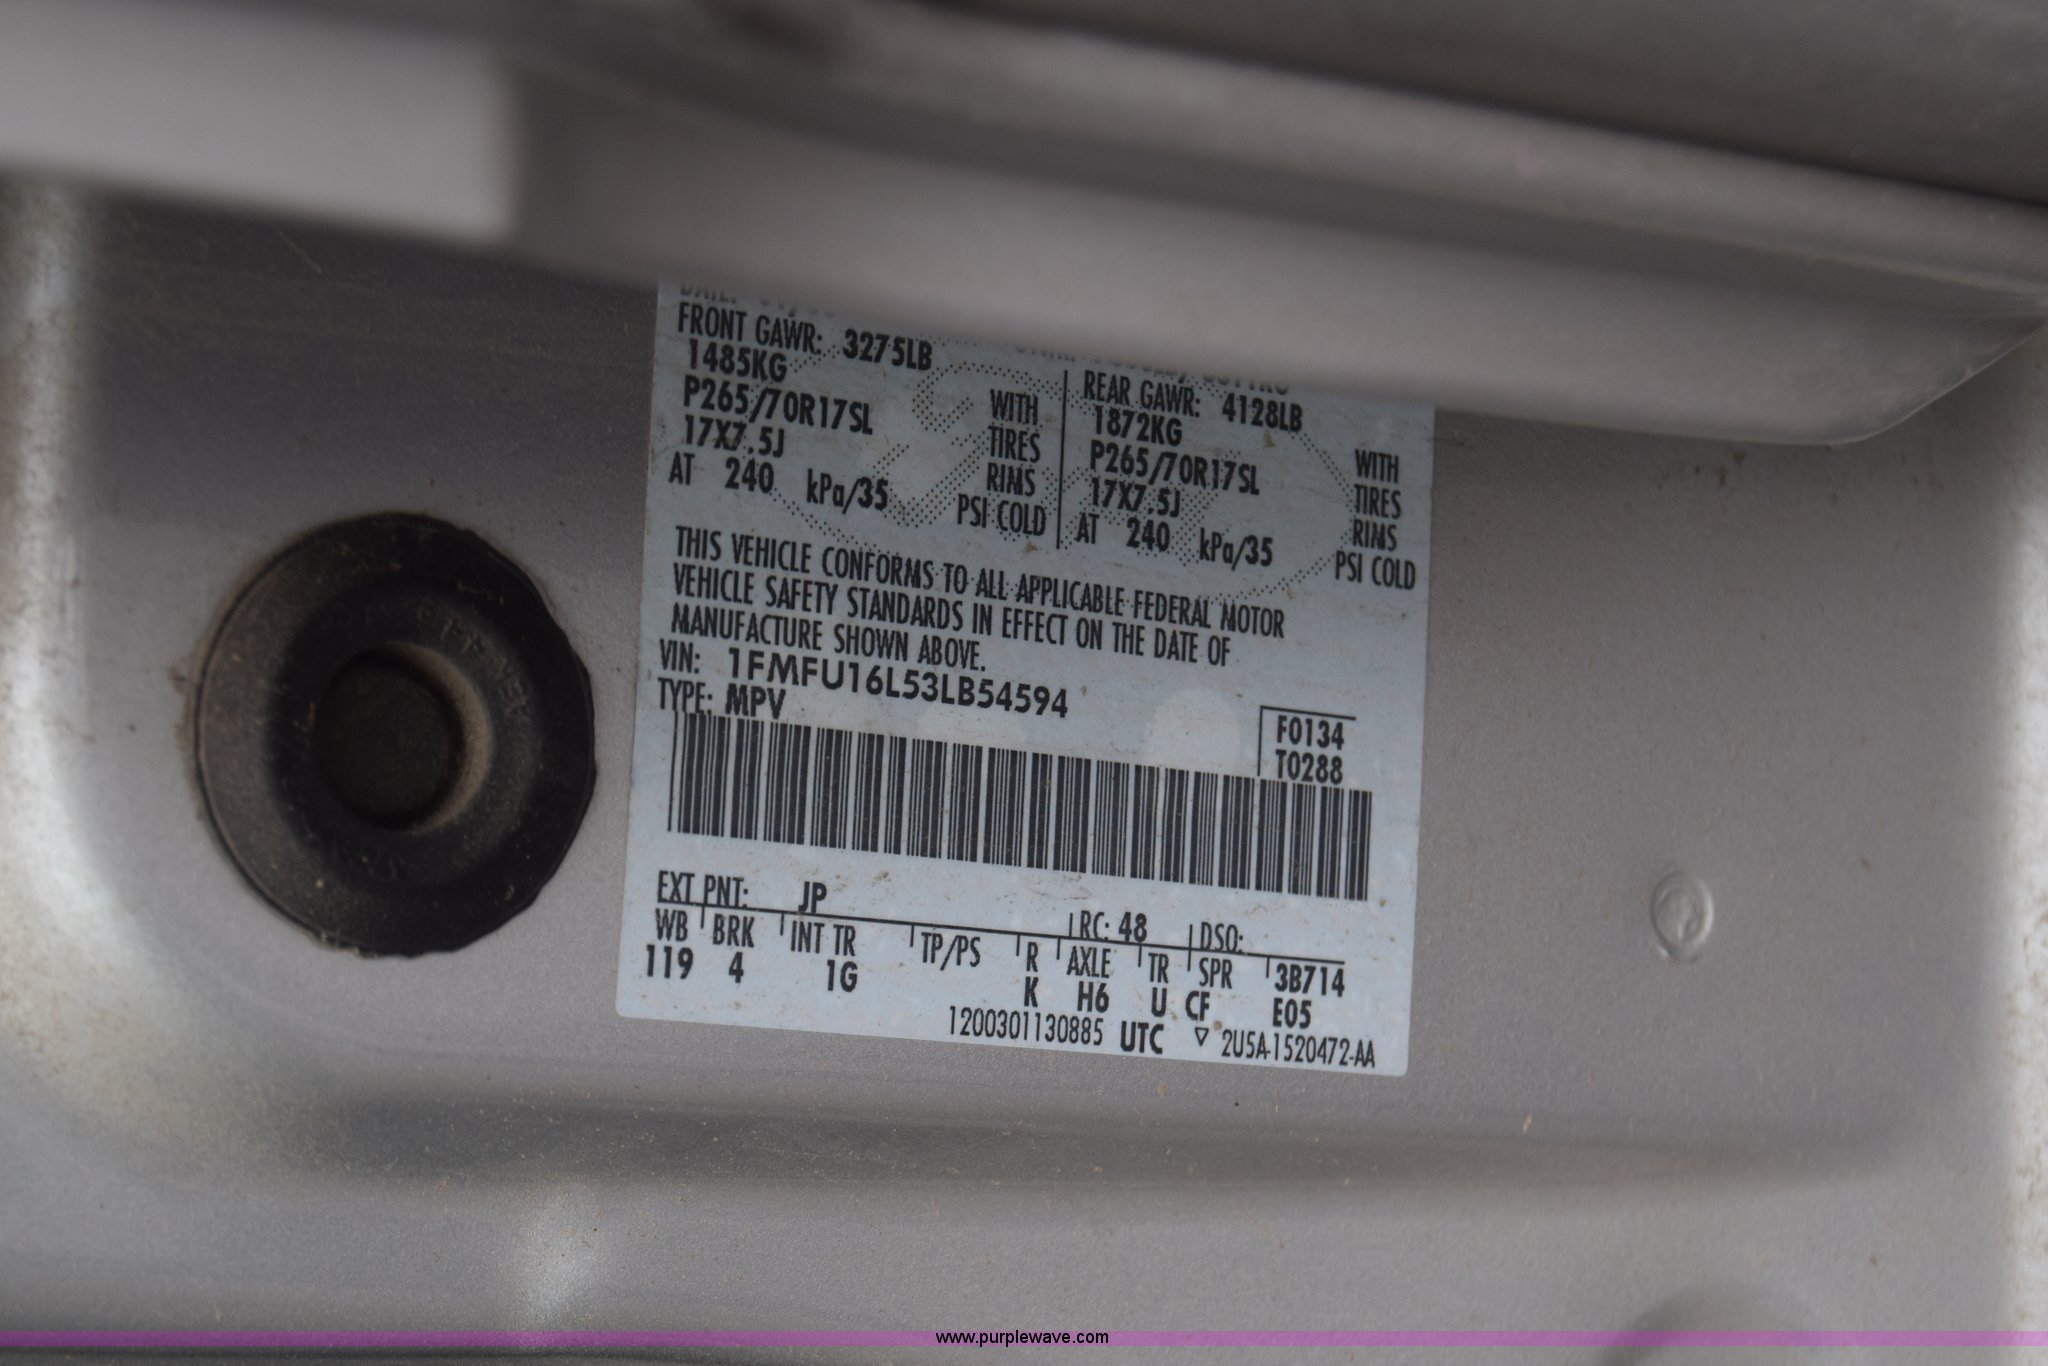 FRONT GAWR: 3275LB
1485KG WITH
P265/70R17SL TIRES
17X7.5J RIMS
AT 240 kPa/35 PSI COLD
REAR GAWR: 4128LB
1872KG WITH
P265/70R17SL TIRES
17X7.5J RIMS
AT 240 kPa/35 PSI COLD
THIS VEHICLE CONFORMS TO ALL APPLICABLE FEDERAL MOTOR
VEHICLE SAFETY STANDARDS IN EFFECT ON THE DATE OF
MANUFACTURE SHOWN ABOVE.
VIN: 1FMFU16L53LB54594
TYPE: MPV
F0134
T0288
EXT PNT: JP RC: 48 DSO:
WB BRK INT TR TP/PS R AXLE TR SPR 3B714
119 4 1G K H6 U CF E05
1200301130885 UTC ▽ 2U5A-1520472-AA
www.purplewave.com